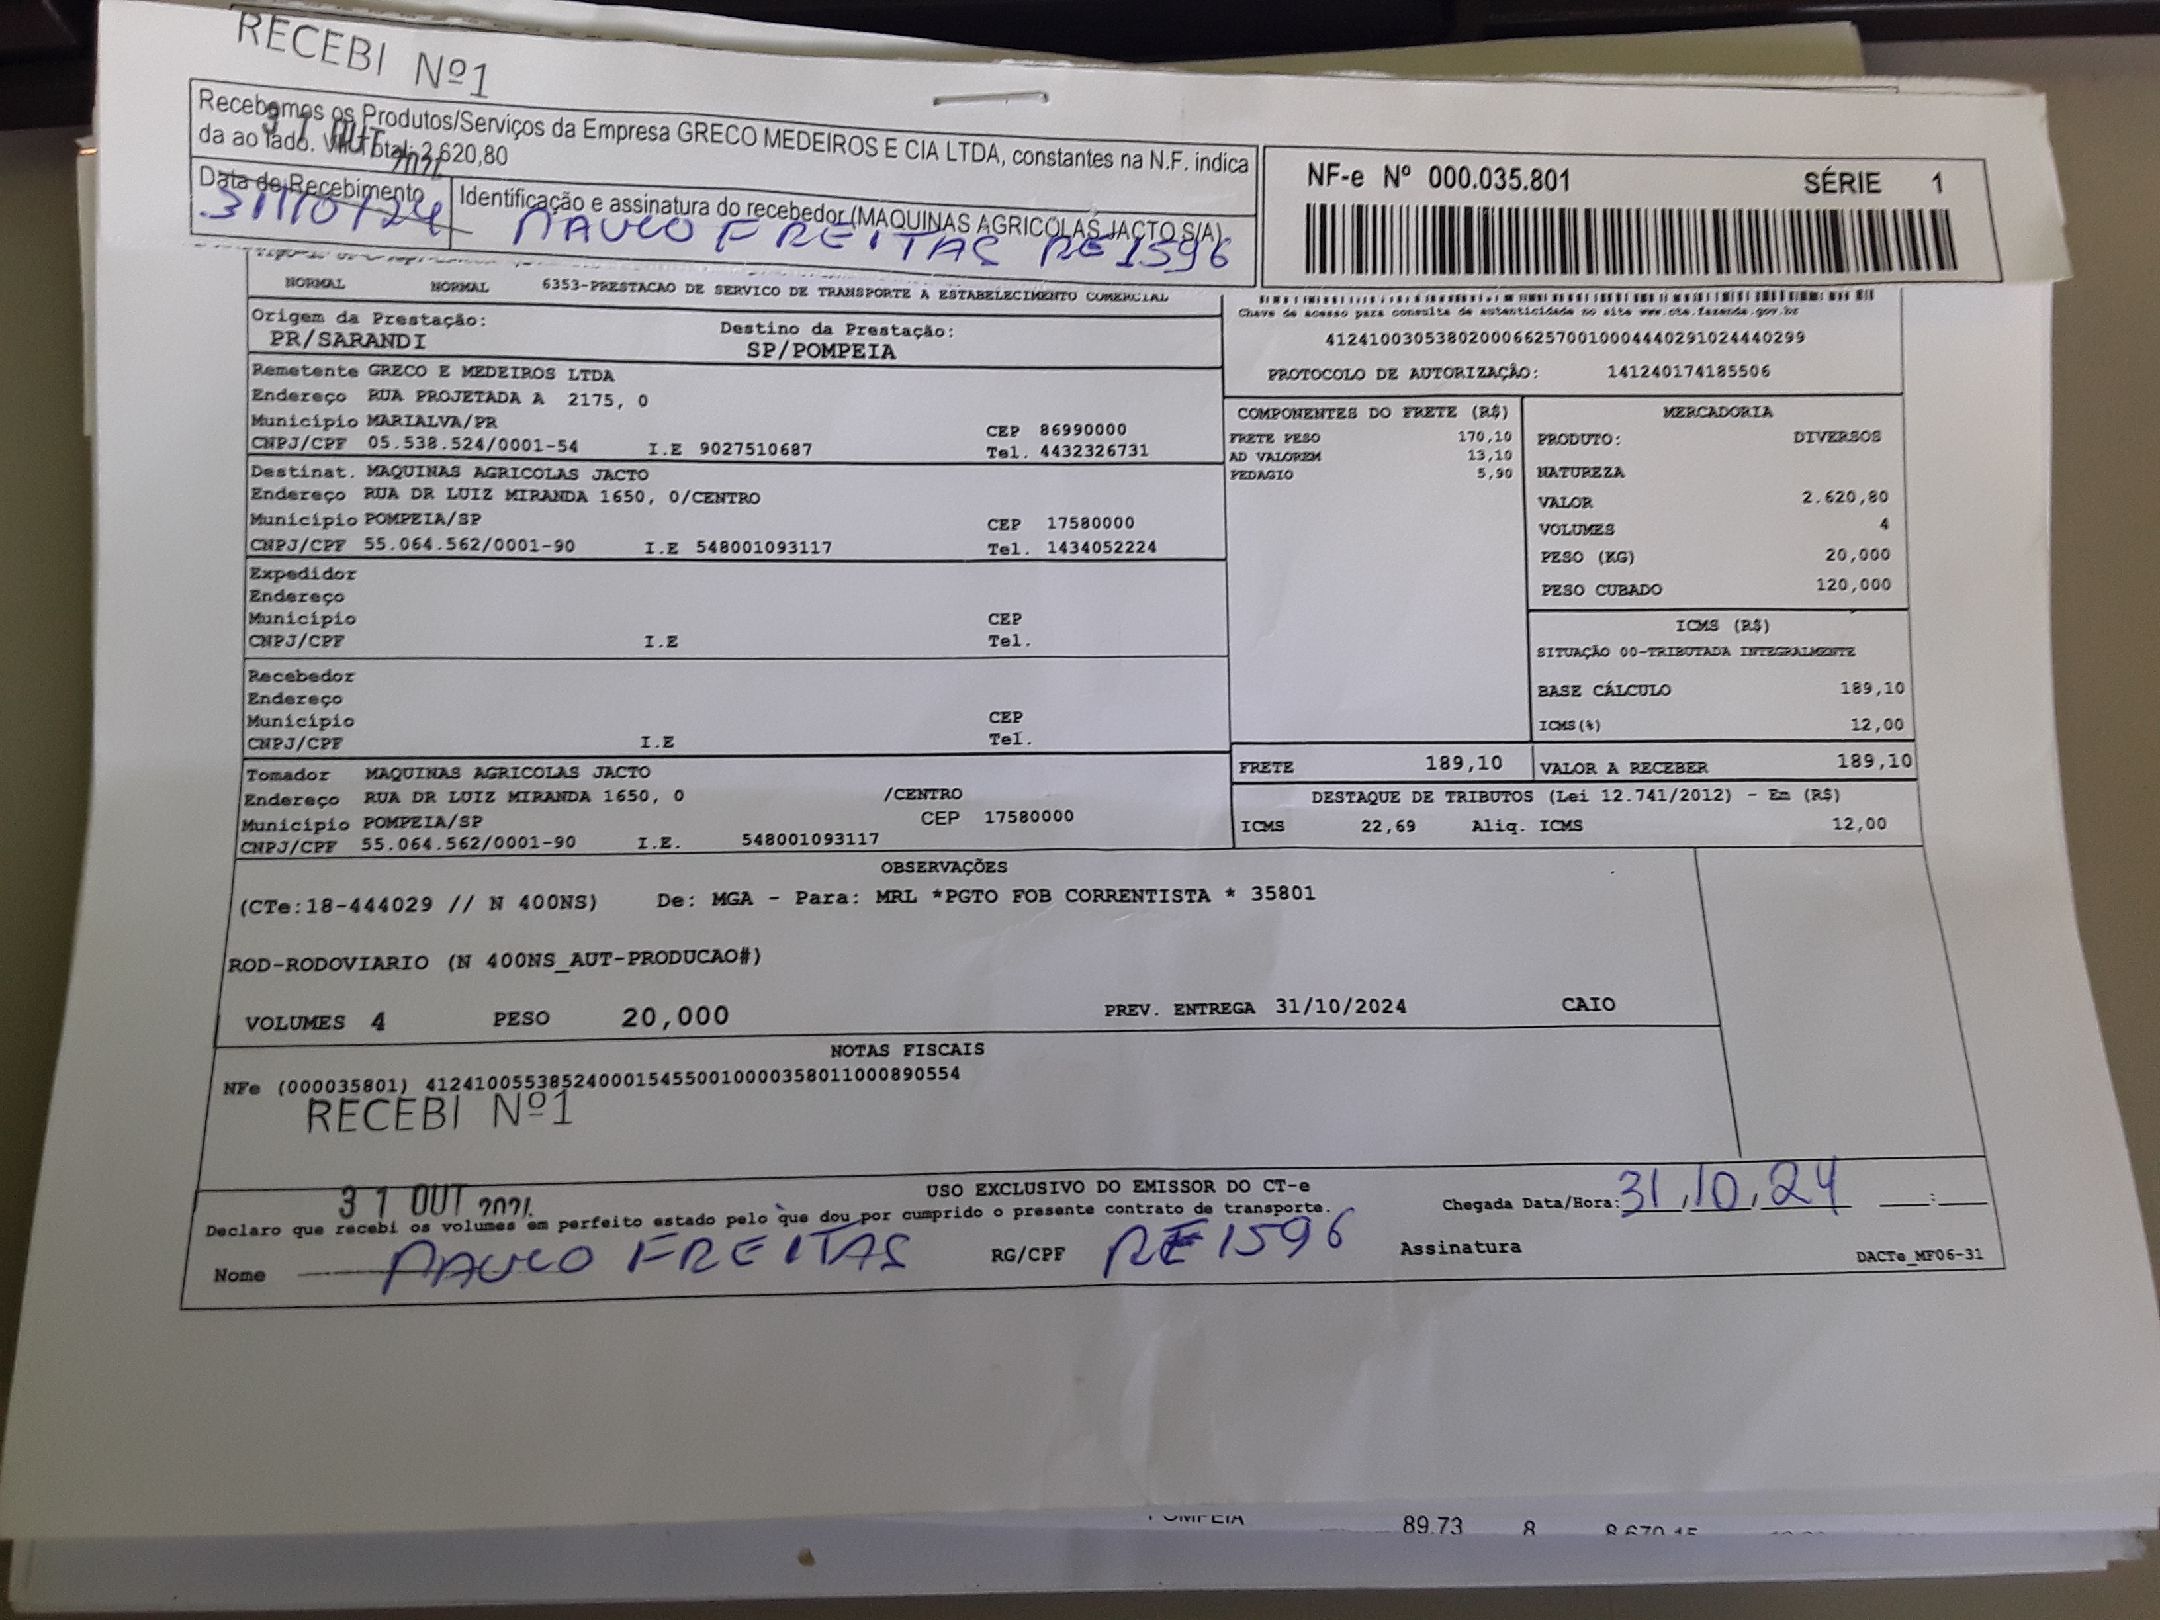 RECEBI Nº1
Recebemos os Produtos/Serviços da Empresa GRECO MEDEIROS E CIA LTDA, constantes na N.F. indica
da ao lado. Vlr. Total: 2.620,80
31 OUT 2024
Data de Recebimento
31/10/24
Identificação e assinatura do recebedor (MAQUINAS AGRICOLAS JACTO S/A)
PAULO FREITAS RE 1596
NF-e Nº 000.035.801 SÉRIE 1
NORMAL NORMAL 6353-PRESTACAO DE SERVICO DE TRANSPORTE A ESTABELECIMENTO COMERCIAL
Origem da Prestação: Destino da Prestação:
PR/SARANDI SP/POMPEIA
Chave de acesso para consulta de autenticidade no site www.cte.fazenda.gov.br
41241003053802000662570010004440291024440299
PROTOCOLO DE AUTORIZAÇÃO: 141240174185506
Remetente GRECO E MEDEIROS LTDA
Endereço RUA PROJETADA A 2175, 0
Município MARIALVA/PR CEP 86990000
CNPJ/CPF 05.538.524/0001-54 I.E 9027510687 Tel. 4432326731
Destinat. MAQUINAS AGRICOLAS JACTO
Endereço RUA DR LUIZ MIRANDA 1650, 0/CENTRO
Município POMPEIA/SP CEP 17580000
CNPJ/CPF 55.064.562/0001-90 I.E 548001093117 Tel. 1434052224
Expedidor
Endereço
Município CEP
CNPJ/CPF I.E Tel.
Recebedor
Endereço
Município CEP
CNPJ/CPF I.E Tel.
Tomador MAQUINAS AGRICOLAS JACTO
Endereço RUA DR LUIZ MIRANDA 1650, 0 /CENTRO
Município POMPEIA/SP CEP 17580000
CNPJ/CPF 55.064.562/0001-90 I.E. 548001093117
COMPONENTES DO FRETE (R$)
FRETE PESO 170,10
AD VALOREM 13,10
PEDAGIO 5,90
MERCADORIA
PRODUTO: DIVERSOS
NATUREZA
VALOR 2.620,80
VOLUMES 4
PESO (KG) 20,000
PESO CUBADO 120,000
ICMS (R$)
SITUAÇÃO 00-TRIBUTADA INTEGRALMENTE
BASE CÁLCULO 189,10
ICMS(%) 12,00
FRETE 189,10 VALOR A RECEBER 189,10
DESTAQUE DE TRIBUTOS (Lei 12.741/2012) - Em (R$)
ICMS 22,69 Aliq. ICMS 12,00
OBSERVAÇÕES
(CTe:18-444029 // N 400NS) De: MGA - Para: MRL *PGTO FOB CORRENTISTA * 35801
ROD-RODOVIARIO (N 400NS_AUT-PRODUCAO#)
VOLUMES 4 PESO 20,000 PREV. ENTREGA 31/10/2024 CAIO
NOTAS FISCAIS
NFe (000035801) 41241005538524000154550010000358011000890554
RECEBI Nº1
31 OUT 2024
USO EXCLUSIVO DO EMISSOR DO CT-e
Chegada Data/Hora: 31/10/24 __:__
Declaro que recebi os volumes em perfeito estado pelo que dou por cumprido o presente contrato de transporte.
Nome PAULO FREITAS RG/CPF RE 1596 Assinatura
DACTe_MF06-31
POMPEIA 89,73 8 8.670,15